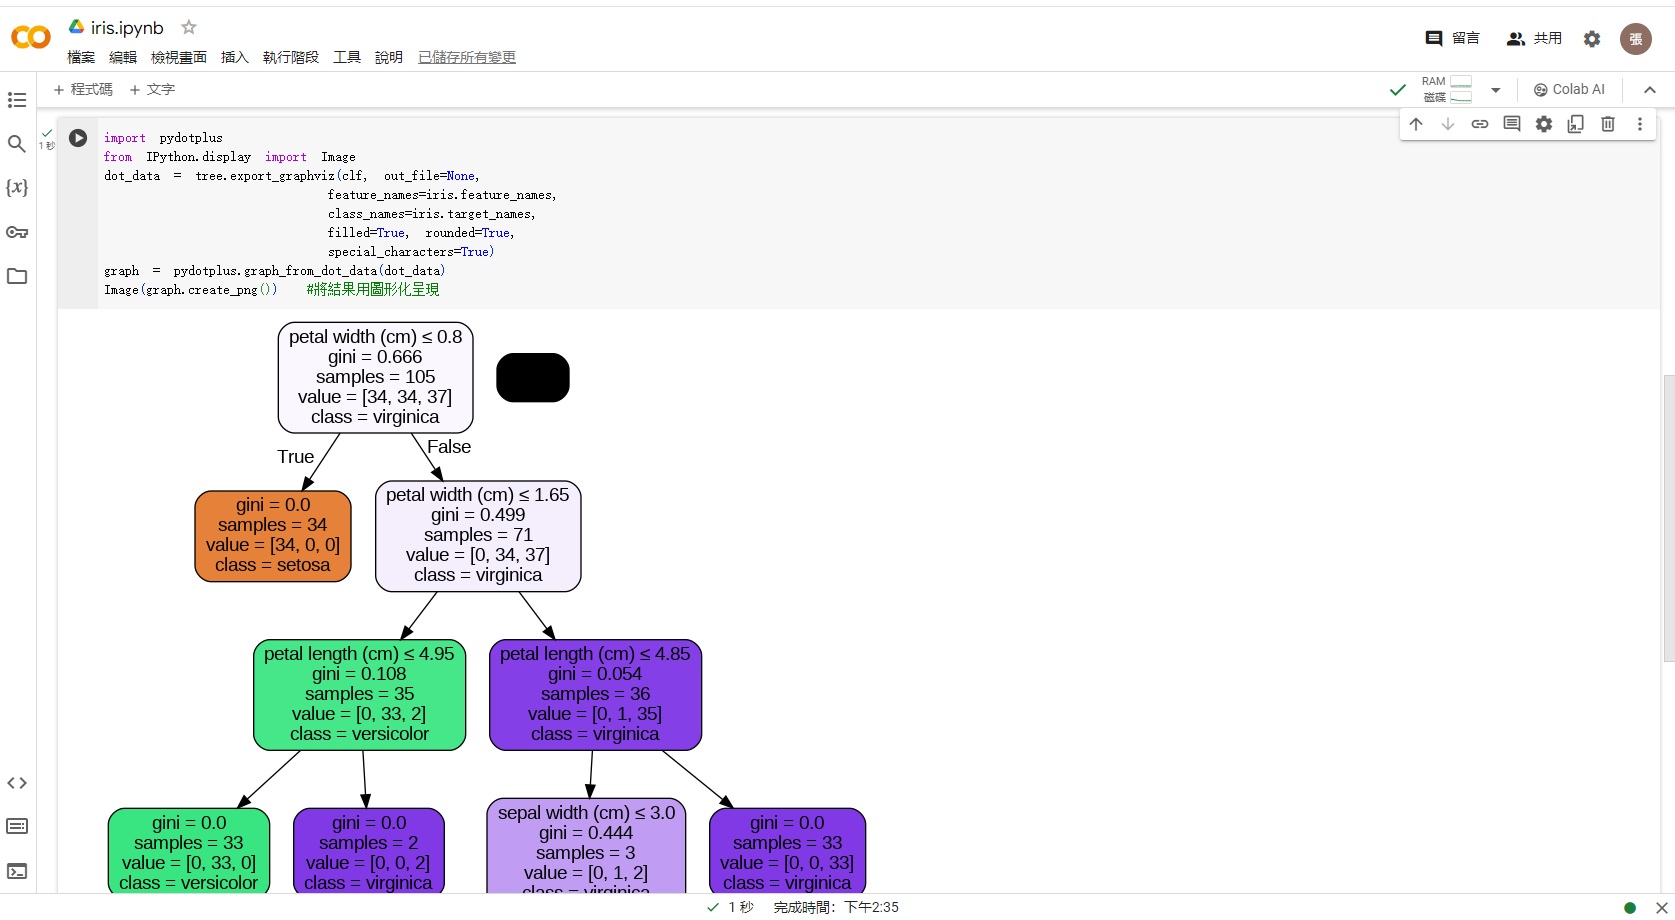 iris.ipynb
檔案 編輯 檢視畫面 插入 執行階段 工具 說明 已儲存所有變更
留言 共用 張
+ 程式碼 + 文字
RAM
磁碟
Colab AI
1 秒
import pydotplus
from IPython.display import Image
dot_data = tree.export_graphviz(clf, out_file=None,
feature_names=iris.feature_names,
class_names=iris.target_names,
filled=True, rounded=True,
special_characters=True)
graph = pydotplus.graph_from_dot_data(dot_data)
Image(graph.create_png()) #將結果用圖形化呈現
{x}
petal width (cm) ≤ 0.8
gini = 0.666
samples = 105
value = [34, 34, 37]
class = virginica
True
False
gini = 0.0
samples = 34
value = [34, 0, 0]
class = setosa
petal width (cm) ≤ 1.65
gini = 0.499
samples = 71
value = [0, 34, 37]
class = virginica
petal length (cm) ≤ 4.95
gini = 0.108
samples = 35
value = [0, 33, 2]
class = versicolor
petal length (cm) ≤ 4.85
gini = 0.054
samples = 36
value = [0, 1, 35]
class = virginica
gini = 0.0
samples = 33
value = [0, 33, 0]
class = versicolor
gini = 0.0
samples = 2
value = [0, 0, 2]
class = virginica
sepal width (cm) ≤ 3.0
gini = 0.444
samples = 3
value = [0, 1, 2]
class = virginica
gini = 0.0
samples = 33
value = [0, 0, 33]
class = virginica
1 秒 完成時間：下午2:35